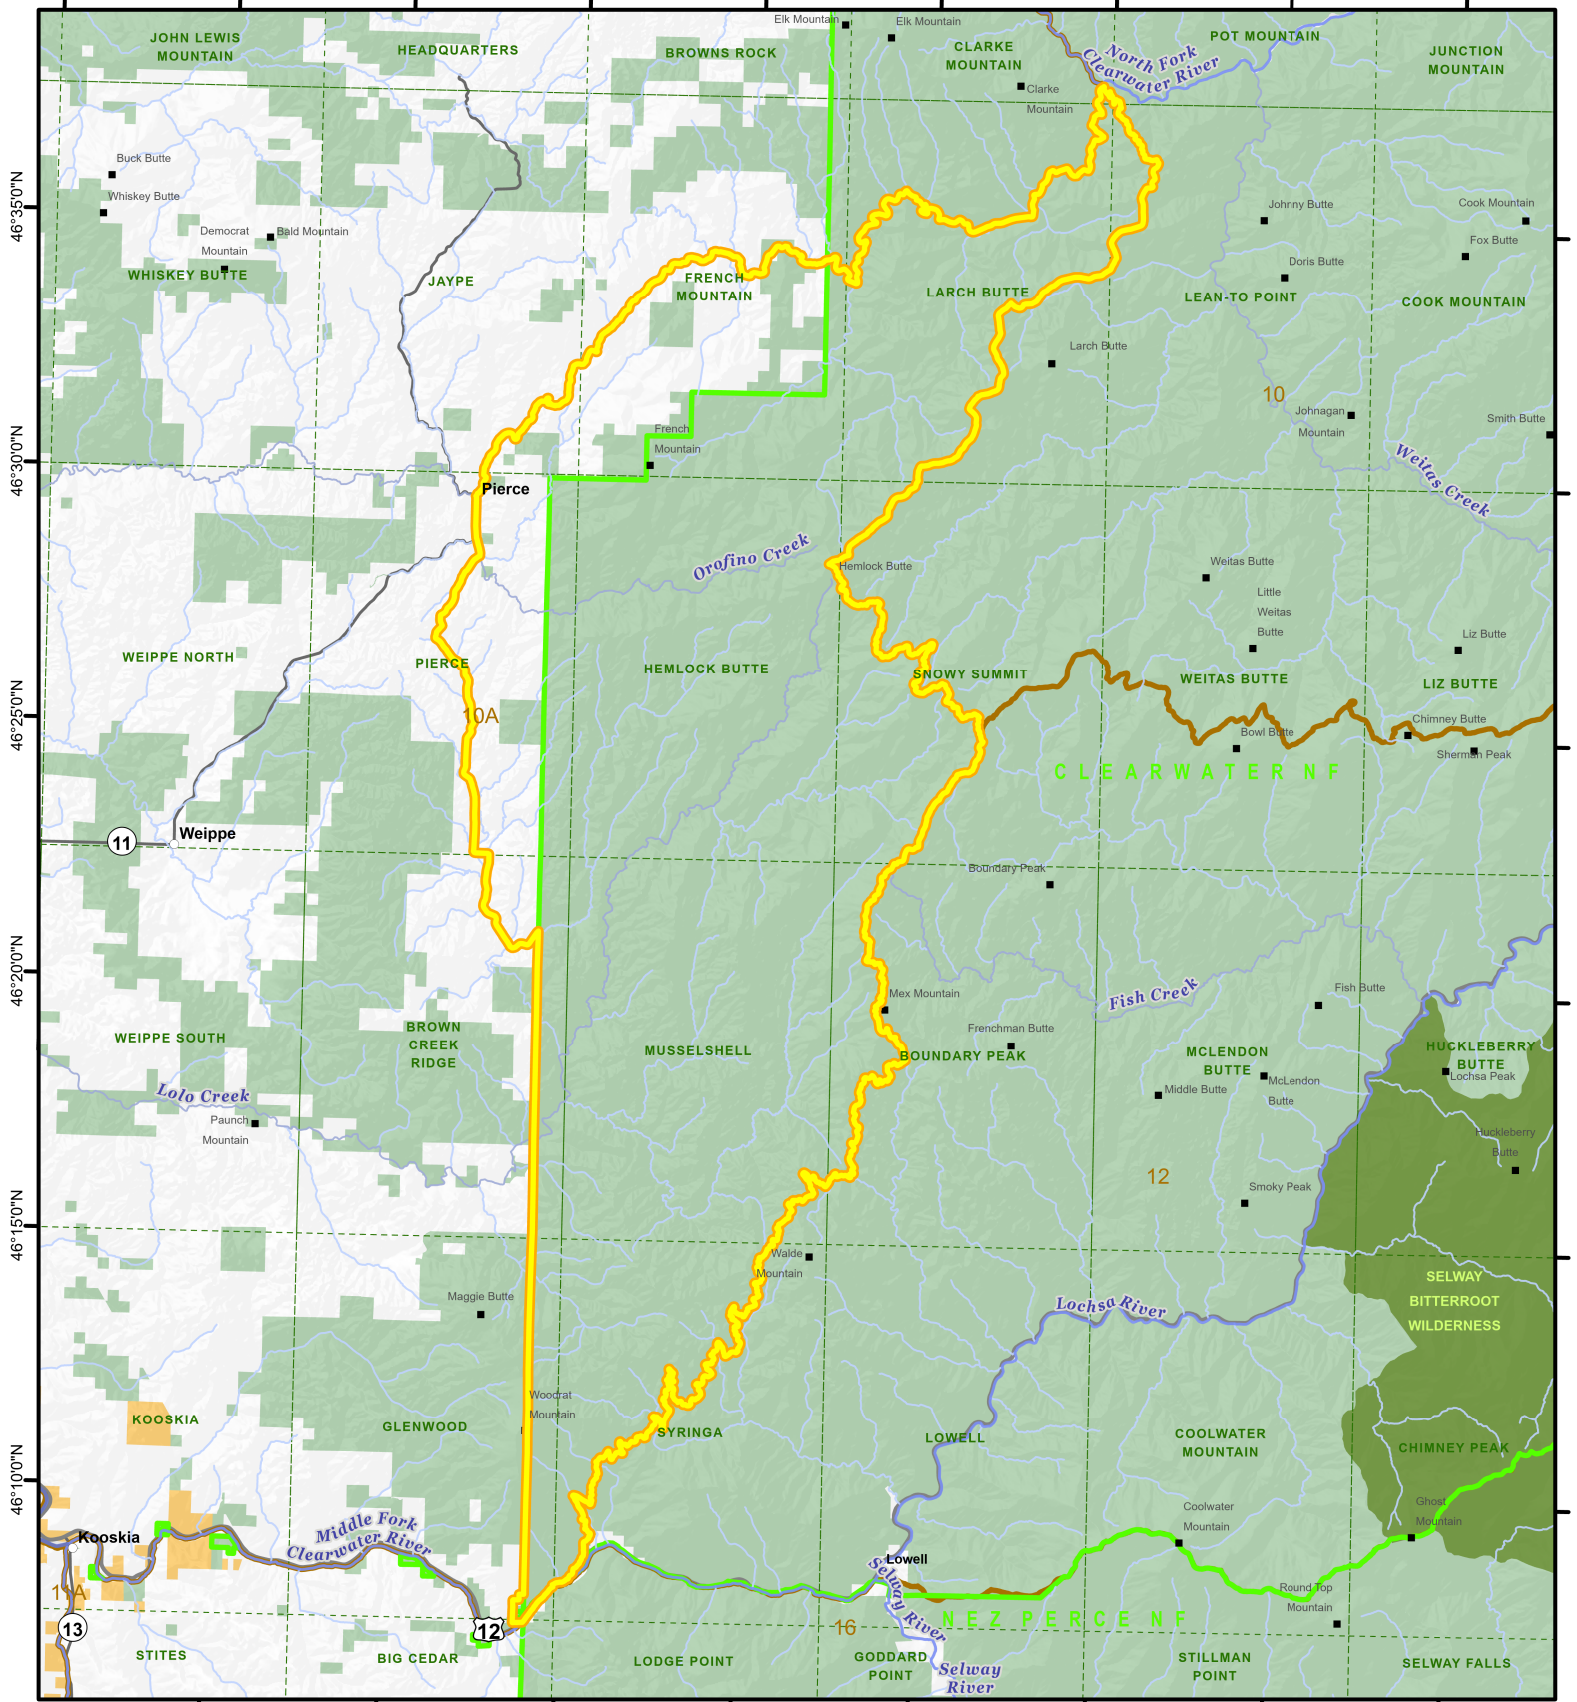 Elk Mountain
Elk Mountain
JOHN LEWIS
MOUNTAIN
HEADQUARTERS
BROWNS ROCK
CLARKE
MOUNTAIN
North Fork
Clearwater River
POT MOUNTAIN
JUNCTION
MOUNTAIN
Clarke
Mountain
Buck Butte
Whiskey Butte
46°35'0"N
Democrat
Mountain
Bald Mountain
WHISKEY BUTTE
JAYPE
FRENCH
MOUNTAIN
LARCH BUTTE
Johnny Butte
Cook Mountain
Fox Butte
Doris Butte
LEAN-TO POINT
COOK MOUNTAIN
Larch Butte
10
Johnagan
Mountain
Smith Butte
French
Mountain
46°30'0"N
Pierce
Weitas Creek
Orofino Creek
Hemlock Butte
Weitas Butte
Little
Weitas
Butte
Liz Butte
WEIPPE NORTH
PIERCE
HEMLOCK BUTTE
SNOWY SUMMIT
WEITAS BUTTE
LIZ BUTTE
46°25'0"N
10A
Bowl Butte
Chimney Butte
Sherman Peak
CLEARWATER NF
11
Weippe
Boundary Peak
46°20'0"N
Mex Mountain
Fish Creek
Fish Butte
Frenchman Butte
WEIPPE SOUTH
BROWN
CREEK
RIDGE
MUSSELSHELL
BOUNDARY PEAK
MCLENDON
BUTTE
HUCKLEBERRY
BUTTE
Lochsa Peak
Middle Butte
McLendon
Butte
Lolo Creek
Paunch
Mountain
Huckleberry
Butte
12
Smoky Peak
46°15'0"N
Walde
Mountain
SELWAY
BITTERROOT
WILDERNESS
Maggie Butte
Lochsa River
Woodrat
Mountain
KOOSKIA
GLENWOOD
SYRINGA
LOWELL
COOLWATER
MOUNTAIN
CHIMNEY PEAK
46°10'0"N
Ghost
Mountain
Coolwater
Mountain
Kooskia
Middle Fork
Clearwater River
Lowell
Selway River
11A
Round Top
Mountain
13
12
16
NEZ PERCE NF
STITES
BIG CEDAR
LODGE POINT
GODDARD
POINT
Selway
River
STILLMAN
POINT
SELWAY FALLS